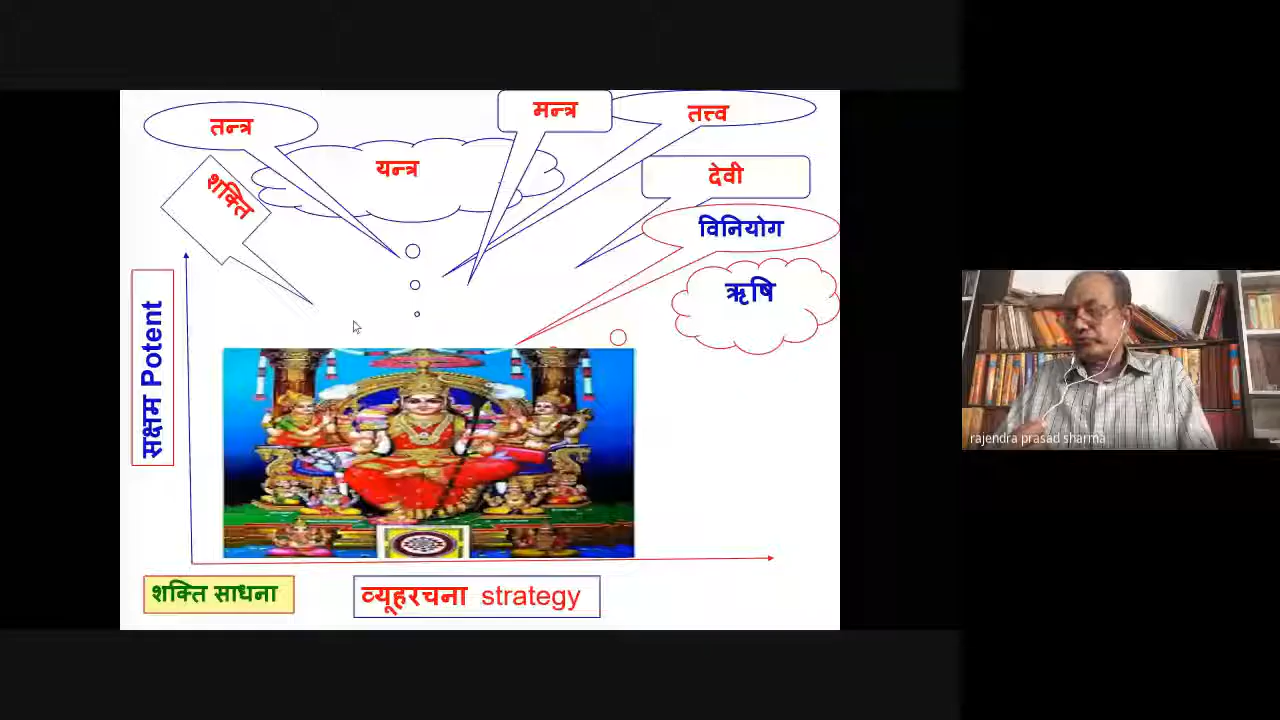 तन्त्र
मन्त्र
तत्त्व
यन्त्र
देवी
शक्ति
विनियोग
ऋषि
सक्षम Potent
rajendra prasad sharma
शक्ति साधना
व्यूहरचना strategy